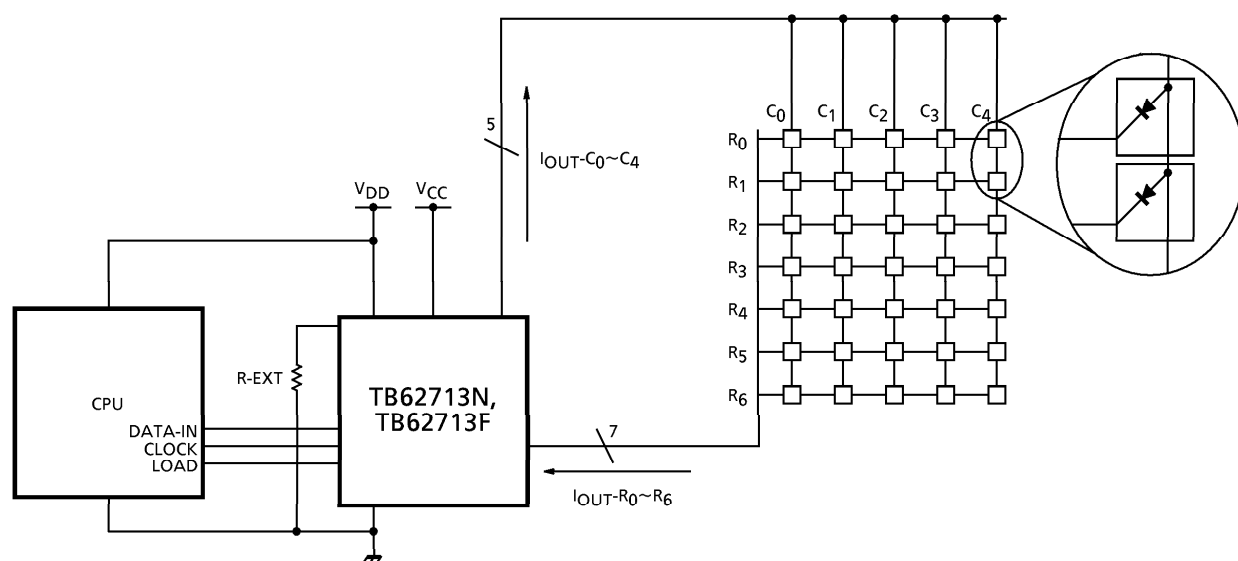 C0 C1 C2 C3 C4
5
IOUT-C0~C4
R0
R1
R2
R3
R4
R5
R6
VDD
VCC
R-EXT
CPU
DATA-IN
CLOCK
LOAD
TB62713N,
TB62713F
7
IOUT-R0~R6